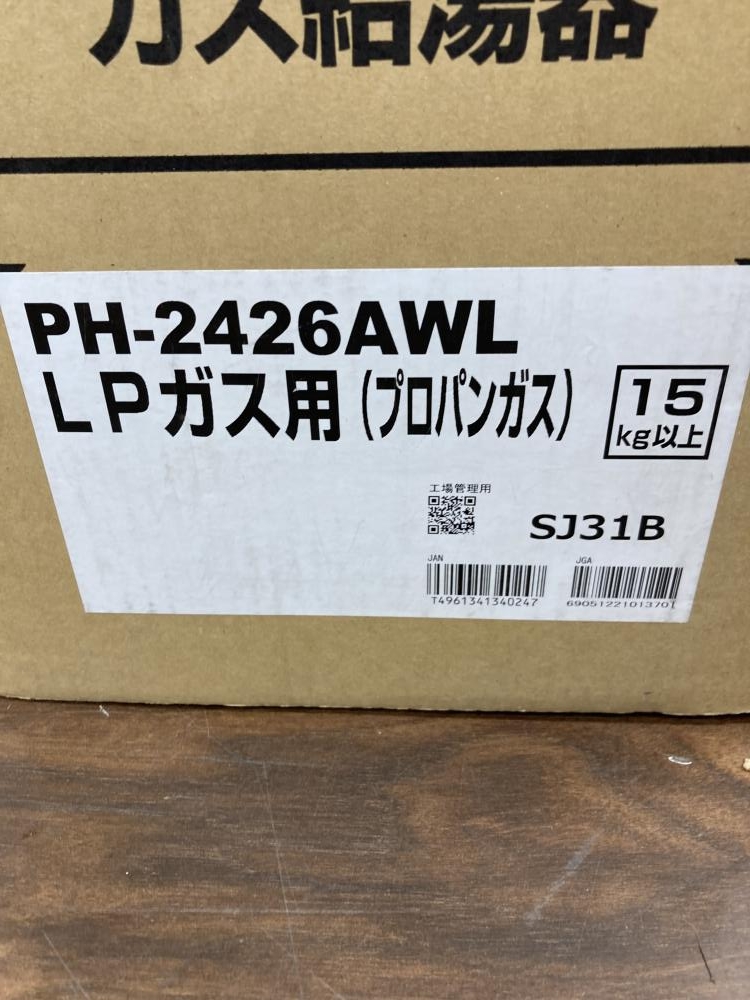 ガス給湯器
PH-2426AWL
LPガス用(プロパンガス)
15
kg以上
工場管理用
SJ31B
JAN
T4961341340247
JGA
69051221013701